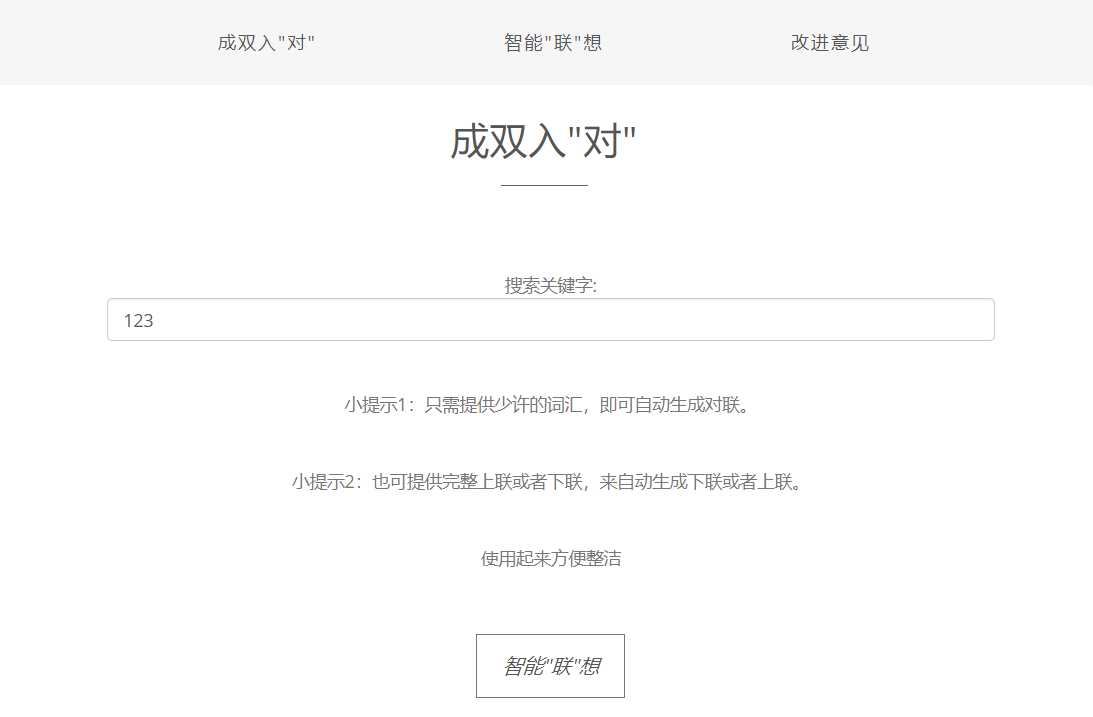 成双入"对" 智能"联"想 改进意见
成双入"对"
搜索关键字:
123
小提示1：只需提供少许的词汇，即可自动生成对联。
小提示2：也可提供完整上联或者下联，来自动生成下联或者上联。
使用起来方便整洁
智能"联"想